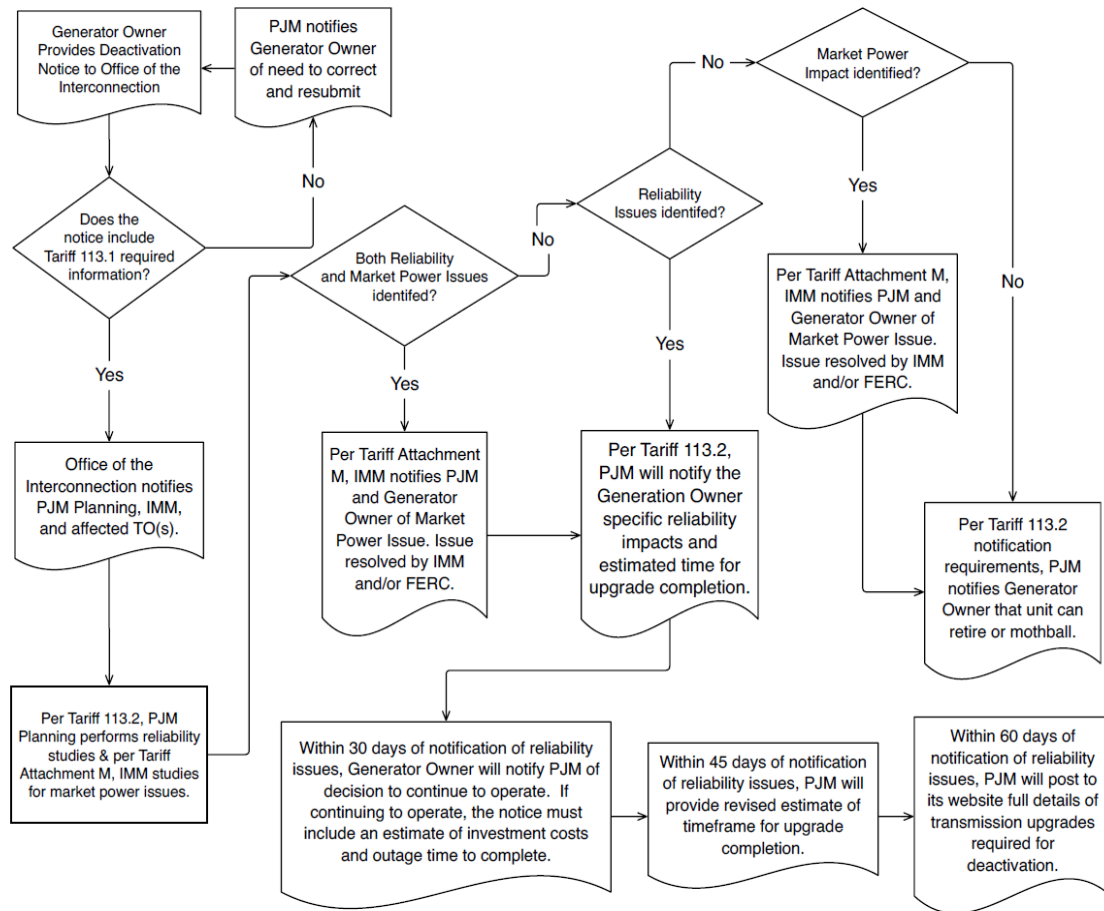 Generator Owner
Provides Deactivation
Notice to Office of the
Interconnection
PJM notifies
Generator Owner
of need to correct
and resubmit
No
Does the
notice include
Tariff 113.1 required
information?
Yes
Office of the
Interconnection notifies
PJM Planning, IMM,
and affected TO(s).
Per Tariff 113.2, PJM
Planning performs reliability
studies & per Tariff
Attachment M, IMM studies
for market power issues.
Both Reliability
and Market Power Issues
identifed?
No
Yes
Per Tariff Attachment
M, IMM notifies PJM
and Generator
Owner of Market
Power Issue. Issue
resolved by IMM
and/or FERC.
Reliability
Issues identifed?
No
Yes
Per Tariff 113.2,
PJM will notify the
Generation Owner
specific reliability
impacts and
estimated time for
upgrade completion.
Market Power
Impact identified?
Yes
No
Per Tariff Attachment M,
IMM notifies PJM and
Generator Owner of
Market Power Issue.
Issue resolved by IMM
and/or FERC.
Per Tariff 113.2
notification
requirements, PJM
notifies Generator
Owner that unit can
retire or mothball.
Within 30 days of notification of reliability
issues, Generator Owner will notify PJM of
decision to continue to operate. If
continuing to operate, the notice must
include an estimate of investment costs
and outage time to complete.
Within 45 days of notification
of reliability issues, PJM will
provide revised estimate of
timeframe for upgrade
completion.
Within 60 days of
notification of reliability
issues, PJM will post to
its website full details of
transmission upgrades
required for
deactivation.